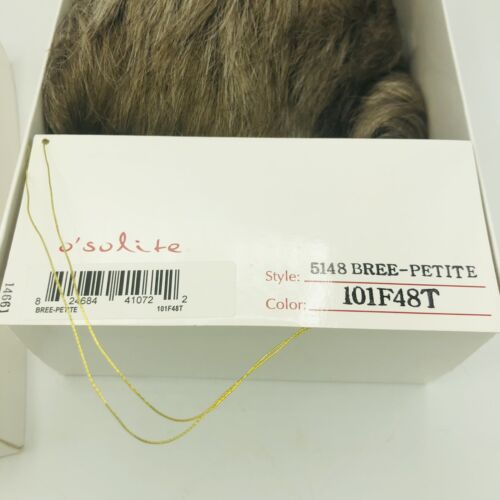 o'solite
Style: 5148 BREE-PETITE
Color: 101F48T
8 24684 41072 2
BREE-PETITE 101F48T
14661